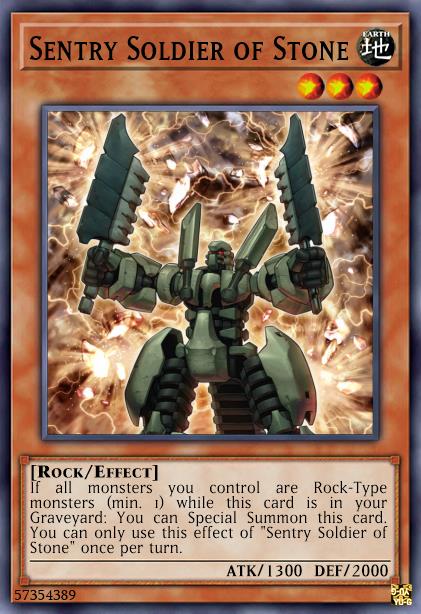 SENTRY SOLDIER OF STONE
EARTH
地
[ROCK/EFFECT]
If all monsters you control are Rock-Type
monsters (min. 1) while this card is in your
Graveyard: You can Special Summon this card.
You can only use this effect of "Sentry Soldier of
Stone" once per turn.
ATK/1300 DEF/2000
57354389